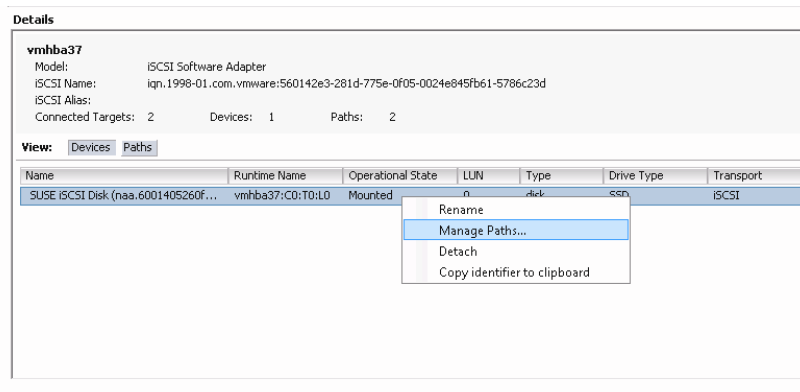 Details
vmhba37
Model: iSCSI Software Adapter
iSCSI Name: iqn.1998-01.com.vmware:560142e3-281d-775e-0f05-0024e845fb61-5786c23d
iSCSI Alias:
Connected Targets: 2 Devices: 1 Paths: 2
View: Devices Paths
Name Runtime Name Operational State LUN Type Drive Type Transport
SUSE iSCSI Disk (naa.6001405260f... vmhba37:C0:T0:L0 Mounted 0 disk SSD iSCSI
Rename
Manage Paths...
Detach
Copy identifier to clipboard